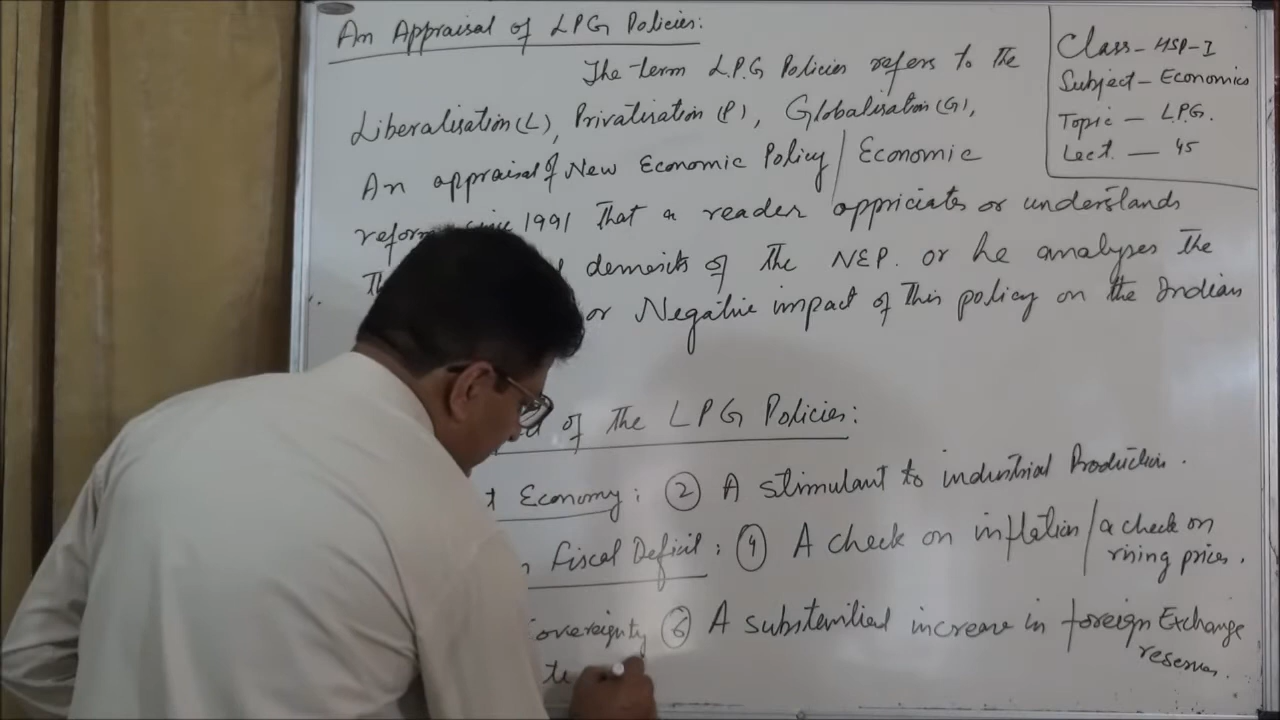 An Appraisal of LPG Policies:
The term L.P.G Policies refers to the
Liberalisation (L), Privatisation (P), Globalisation (G),
An appraisal of New Economic Policy / Economic
1991 that a reader appriciates or understands
demerits of the NEP. or he analyses the
or Negative impact of this policy on the Indian
of the LPG Policies:
Economy: ② A stimulant to industrial Production.
Fiscal Deficit: ④ A check on inflation / a check on
rising prices.
⑥ A substential increase in foreign Exchange
reserves.
te
Class - HSP-I
Subject - Economics
Topic - L.P.G.
Lect. — 45